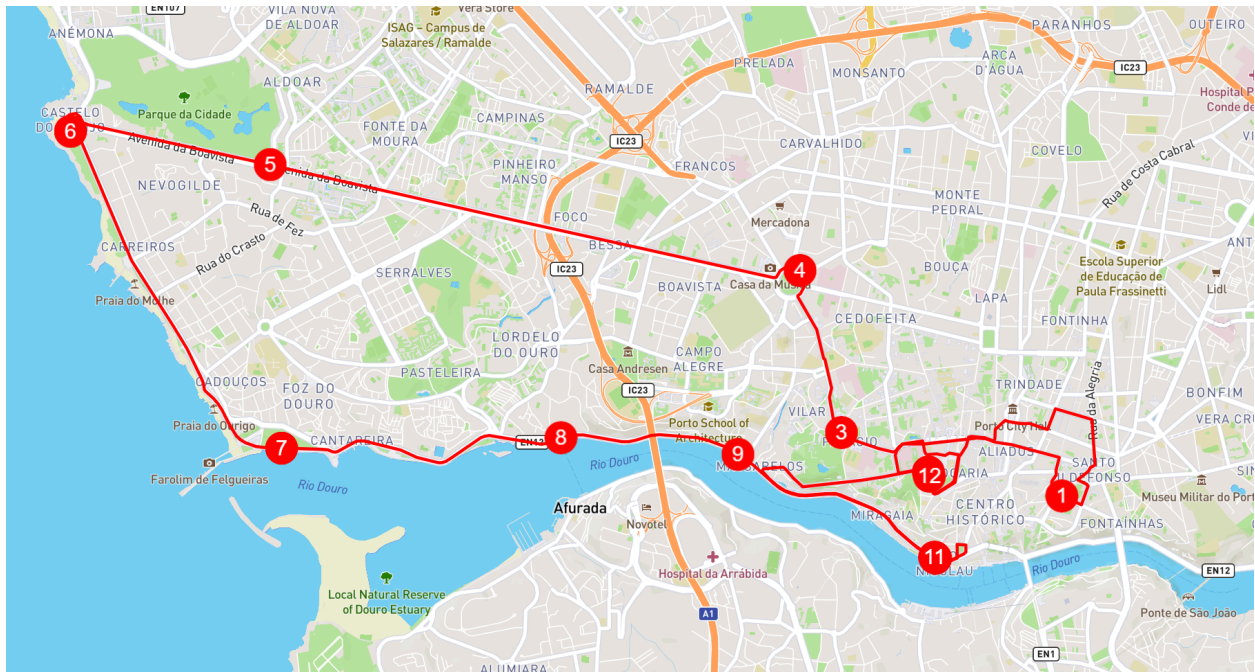 EN107
VILA NOVA
DE ALDOAR
ISAG – Campus de
Salazares / Ramalde
Vera Store
ANÉMONA
PARANHOS
OUTEIRO
PRELADA
IC23
ARCA
D'ÁGUA
MONSANTO
ALDOAR
RAMALDE
Parque da Cidade
CASTELO
6
FONTE DA
MOURA
CAMPINAS
IC23
CARVALHIDO
COVELO
Rua de Costa Cabral
Avenida da Boavista
5
Avenida da Boavista
PINHEIRO
MANSO
FRANCOS
NEVOGILDE
MONTE
PEDRAL
Rua de Fez
FOCO
Mercadona
CARREIROS
Rua do Crasto
BESSA
Escola Superior
de Educação de
Paula Frassinetti
SERRALVES
IC23
4
BOUÇA
Lidl
Praia do Molhe
BOAVISTA
Casa da Música
LAPA
CEDOFEITA
FONTINHA
LORDELO
DO OURO
CAMPO
ALEGRE
Casa Andresen
PASTELEIRA
Rua da Alegria
CADOUÇOS
FOZ DO
DOURO
IC23
TRINDADE
BONFIM
Praia do Ourigo
Porto School of
Architecture
VILAR
Porto City Hall
VERA CRU
7
CANTAREIRA
8
9
3
ALIADOS
Farolim de Felgueiras
Rio Douro
Rio Douro
12
SANTO
ILDEFONSO
1
Museu Militar do Port
Afurada
Novotel
MIRAGAIA
CENTRO
HISTÓRICO
FONTAÍNHAS
11
NICOLAU
Rio Douro
EN12
Hospital da Arrábida
Local Natural Reserve
of Douro Estuary
A1
Ponte de São João
EN1
ALUMIARA